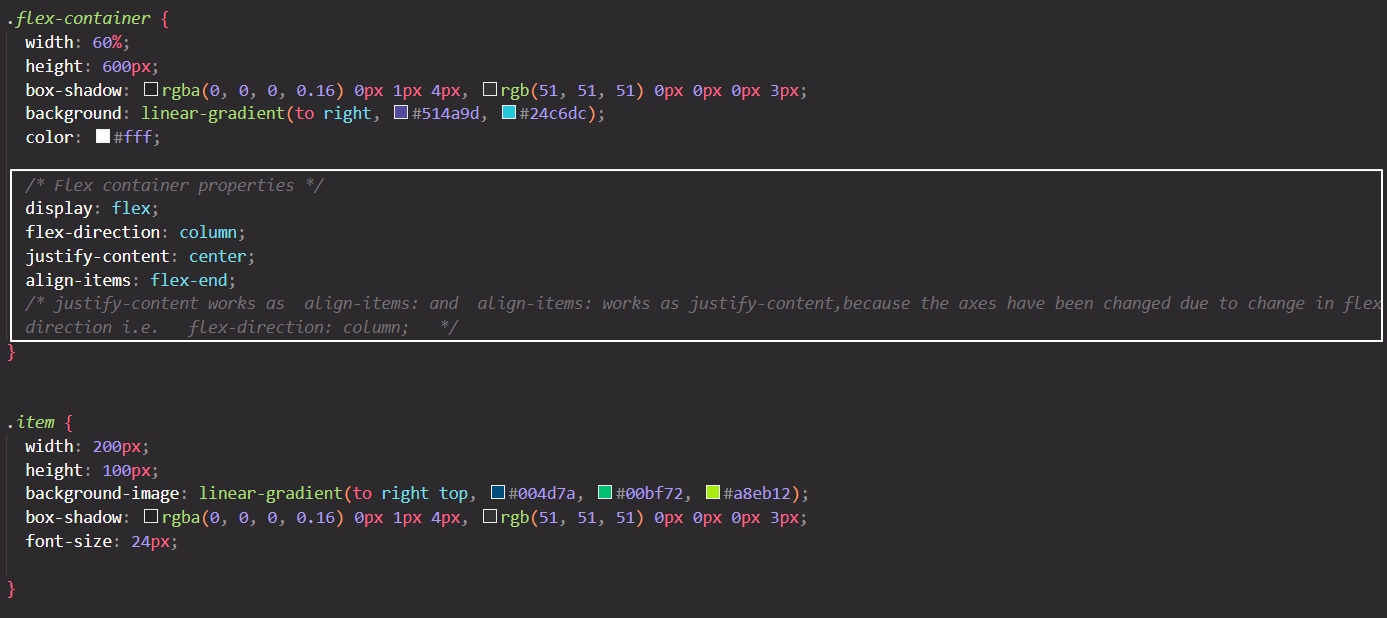 .flex-container {
width: 60%;
height: 600px;
box-shadow: rgba(0, 0, 0, 0.16) 0px 1px 4px, rgb(51, 51, 51) 0px 0px 0px 3px;
background: linear-gradient(to right, #514a9d, #24c6dc);
color: #fff;
/* Flex container properties */
display: flex;
flex-direction: column;
justify-content: center;
align-items: flex-end;
/* justify-content works as  align-items: and  align-items: works as justify-content,because the axes have been changed due to change in flex
direction i.e.   flex-direction: column;   */
}
.item {
width: 200px;
height: 100px;
background-image: linear-gradient(to right top, #004d7a, #00bf72, #a8eb12);
box-shadow: rgba(0, 0, 0, 0.16) 0px 1px 4px, rgb(51, 51, 51) 0px 0px 0px 3px;
font-size: 24px;
}